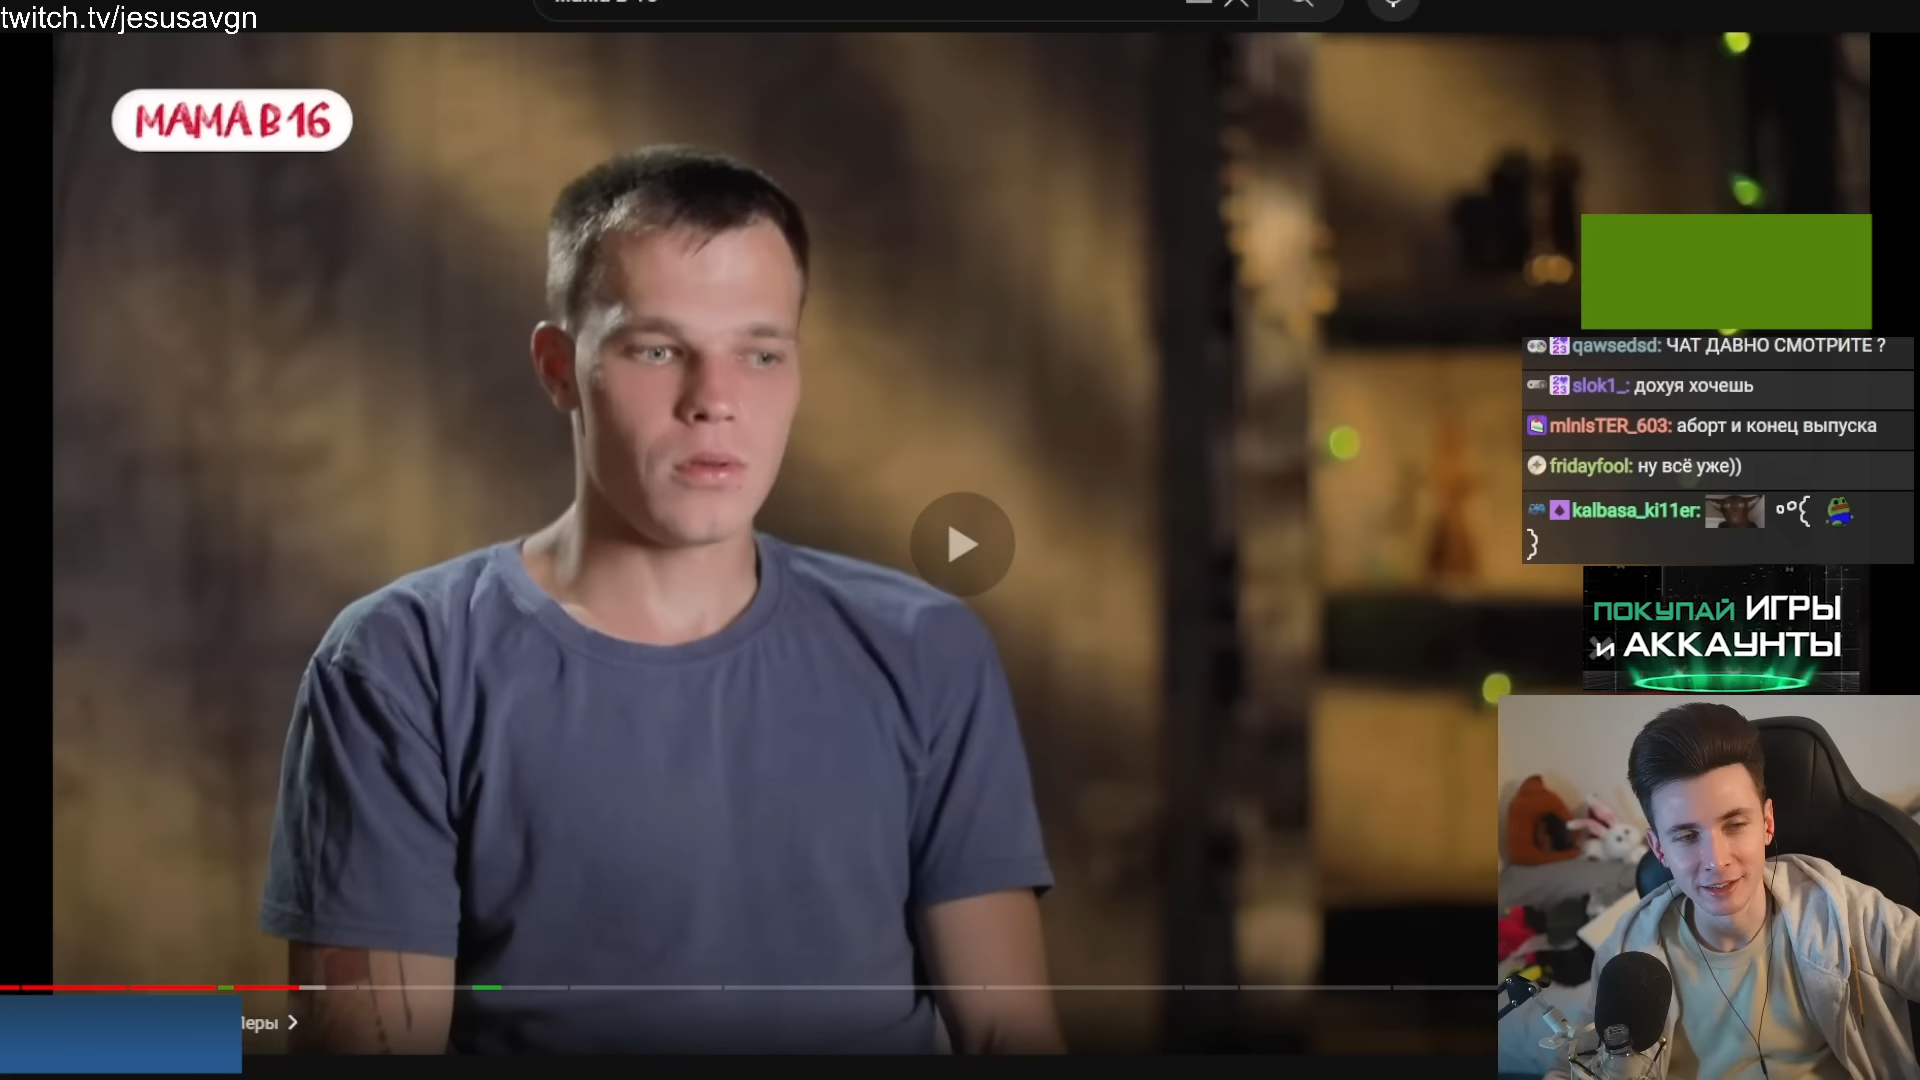 twitch.tv/jesusavgn
МАМА В 16
qawsedsd: ЧАТ ДАВНО СМОТРИТЕ ?
slok1_: дохуя хочешь
mInIsTER_603: аборт и конец выпуска
fridayfool: ну всё уже))
kalbasa_ki11er:
}
ПОКУПАЙ ИГРЫ
и АККАУНТЫ